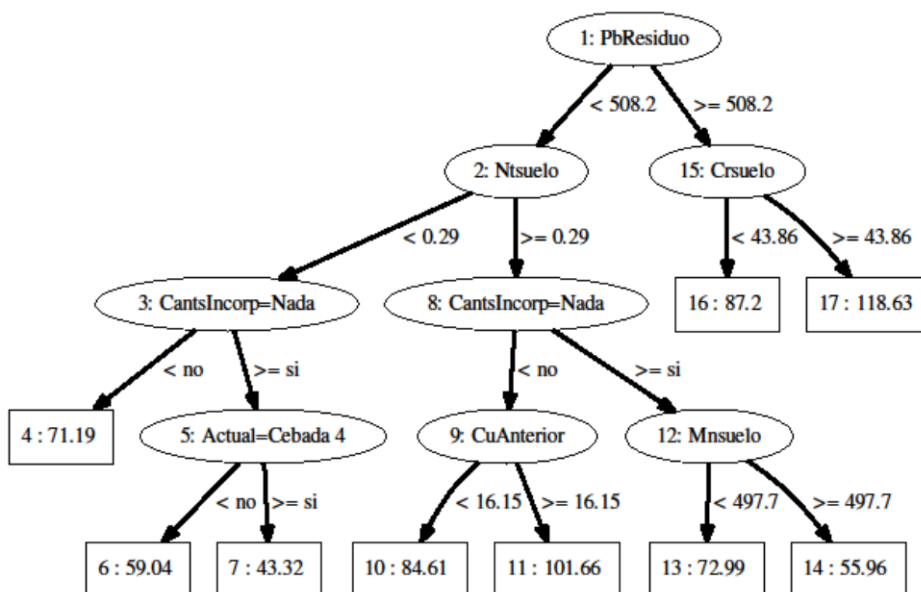 1: PbResiduo
< 508.2
>= 508.2
2: Ntsuelo
15: Crsuelo
< 0.29
>= 0.29
< 43.86
>= 43.86
3: CantsIncorp=Nada
8: CantsIncorp=Nada
16 : 87.2
17 : 118.63
< no
>= si
< no
>= si
4 : 71.19
5: Actual=Cebada 4
9: CuAnterior
12: Mnsuelo
< no
>= si
< 16.15
>= 16.15
< 497.7
>= 497.7
6 : 59.04
7 : 43.32
10 : 84.61
11 : 101.66
13 : 72.99
14 : 55.96